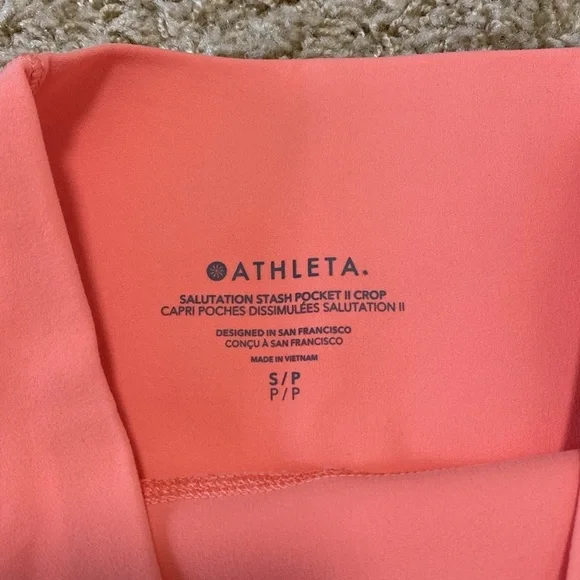 ATHLETA.
SALUTATION STASH POCKET II CROP
CAPRI POCHES DISSIMULÉES SALUTATION II
DESIGNED IN SAN FRANCISCO
CONÇU À SAN FRANCISCO
MADE IN VIETNAM
S/P
P/P